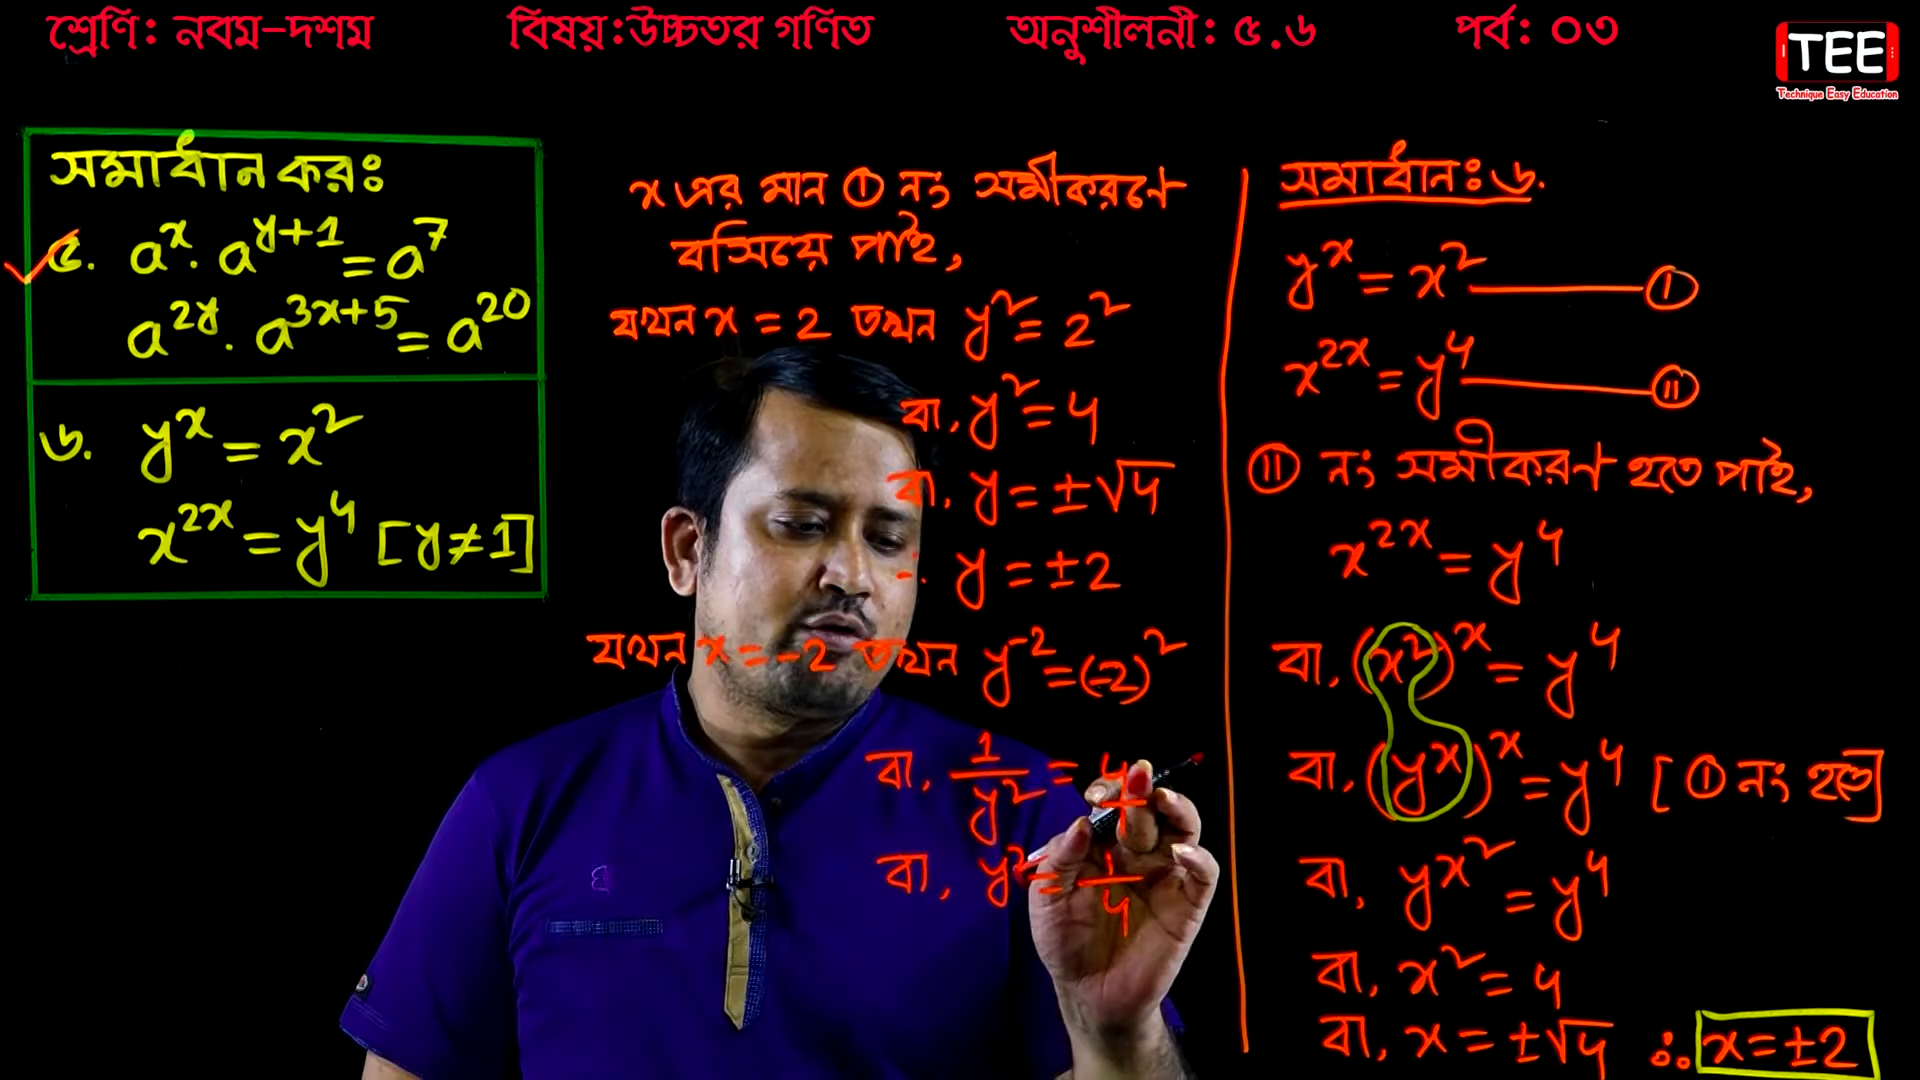 শ্রেণি: নবম-দশম বিষয়:উচ্চতর গণিত অনুশীলনী: ৫.৬ পর্ব: ০৩
TEE
Technique Easy Education
সমাধান করঃ
৫. a^x . a^{y+1} = a^7
a^{2y} . a^{3x+5} = a^{20}
৬. y^x = x^2
x^{2x} = y^4 [y≠1]
x এর মান ① নং সমীকরণে
বসিয়ে পাই,
যখন x = 2 তখন y^2 = 2^2
বা, y^2 = 4
বা, y = ±√4
∴ y = ±2
যখন x = -2 তখন y^{-2} = (-2)^2
বা, 1/y^2 = 4/1
বা, y^2 = 1/4
সমাধানঃ ৬.
y^x = x^2 ①
x^{2x} = y^4 ⑪
⑪ নং সমীকরণ হতে পাই,
x^{2x} = y^4
বা, (x^2)^x = y^4
বা, (y^x)^x = y^4 [① নং হতে]
বা, y^{x^2} = y^4
বা, x^2 = 4
বা, x = ±√4 ∴ x = ±2